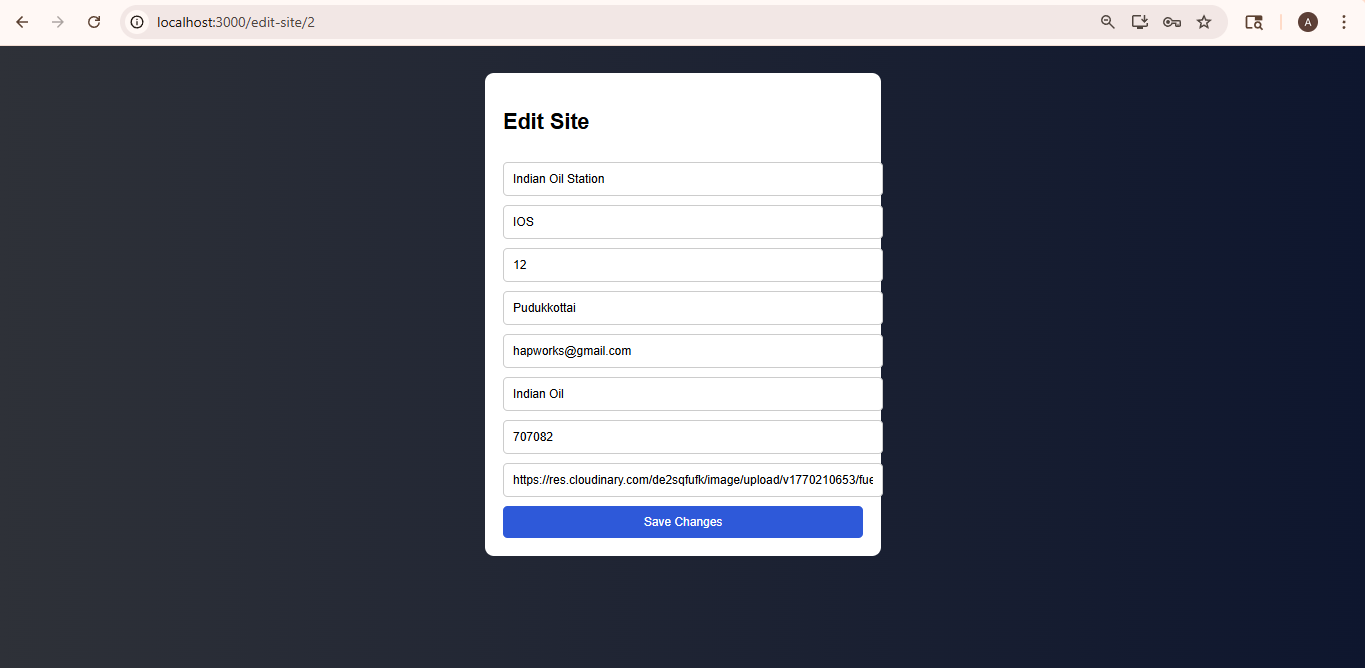 localhost:3000/edit-site/2
A
Edit Site
Indian Oil Station
IOS
12
Pudukkottai
hapworks@gmail.com
Indian Oil
707082
https://res.cloudinary.com/de2sqfufk/image/upload/v1770210653/fue
Save Changes